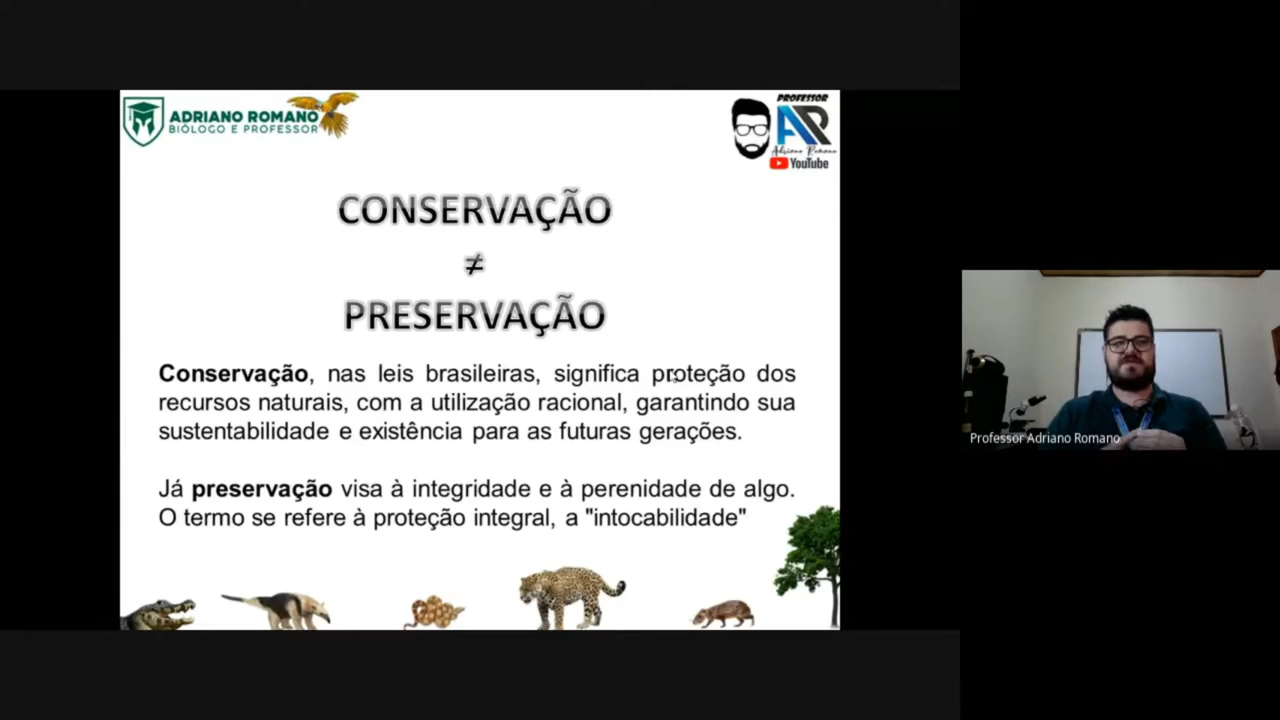 ADRIANO ROMANO
BIÓLOGO E PROFESSOR
PROFESSOR
AR
Adriano Romano
YouTube
CONSERVAÇÃO
≠
PRESERVAÇÃO
Conservação, nas leis brasileiras, significa proteção dos
recursos naturais, com a utilização racional, garantindo sua
sustentabilidade e existência para as futuras gerações.
Já preservação visa à integridade e à perenidade de algo.
O termo se refere à proteção integral, a "intocabilidade"
Professor Adriano Romano